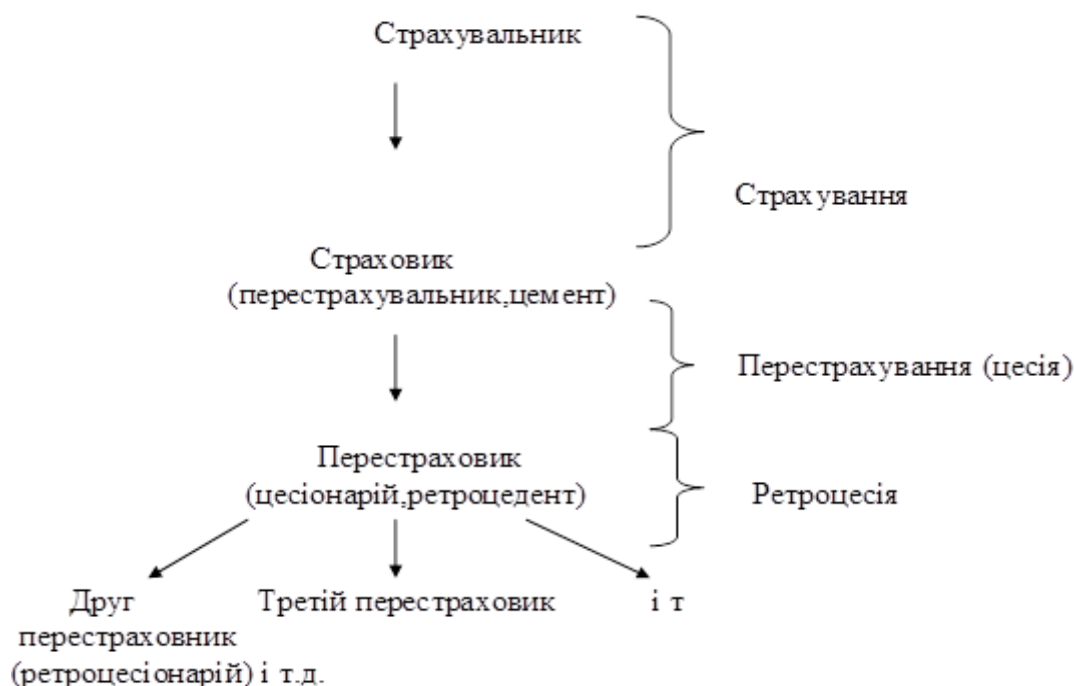 Страхувальник
Страхування
Страховик
(перестрахувальник,цемент)
Перестрахування (цесія)
Перестраховик
(цесіонарій,ретроцедент)
Ретроцесія
Друг
перестраховник
(ретроцесіонарій) і т.д.
Третій перестраховик
і т